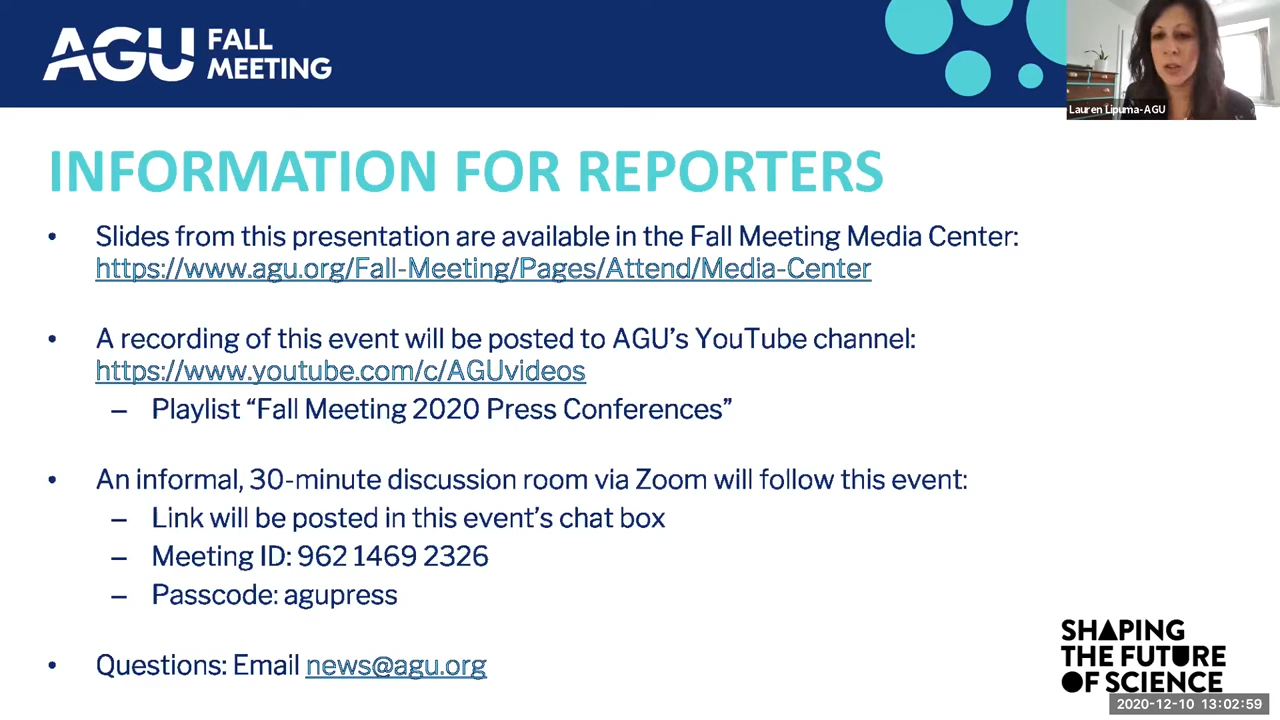 AGU FALL MEETING
Lauren Lipuma-AGU
INFORMATION FOR REPORTERS
• Slides from this presentation are available in the Fall Meeting Media Center:
https://www.agu.org/Fall-Meeting/Pages/Attend/Media-Center
• A recording of this event will be posted to AGU’s YouTube channel:
https://www.youtube.com/c/AGUvideos
– Playlist “Fall Meeting 2020 Press Conferences”
• An informal, 30-minute discussion room via Zoom will follow this event:
– Link will be posted in this event’s chat box
– Meeting ID: 962 1469 2326
– Passcode: agupress
• Questions: Email news@agu.org
SHAPING
THE FUTURE
OF SCIENCE
2020-12-10 13:02:59